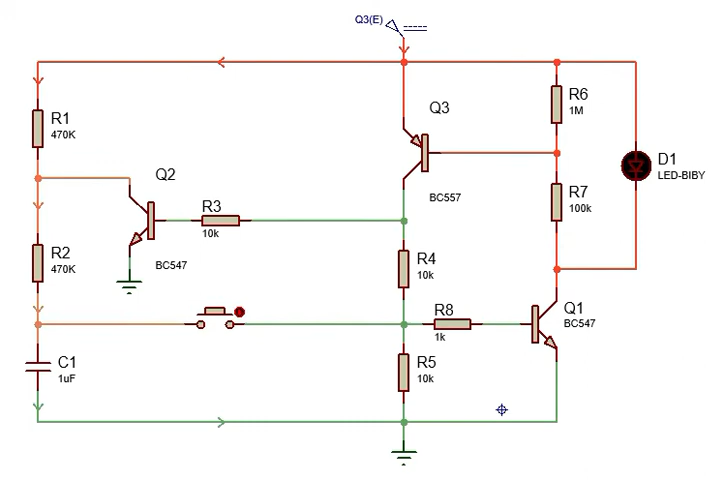 Q3(E)
R1
470K
Q2
BC547
R3
10k
Q3
BC557
R6
1M
D1
LED-BIBY
R7
100k
R2
470K
R4
10k
R8
1k
Q1
BC547
C1
1uF
R5
10k